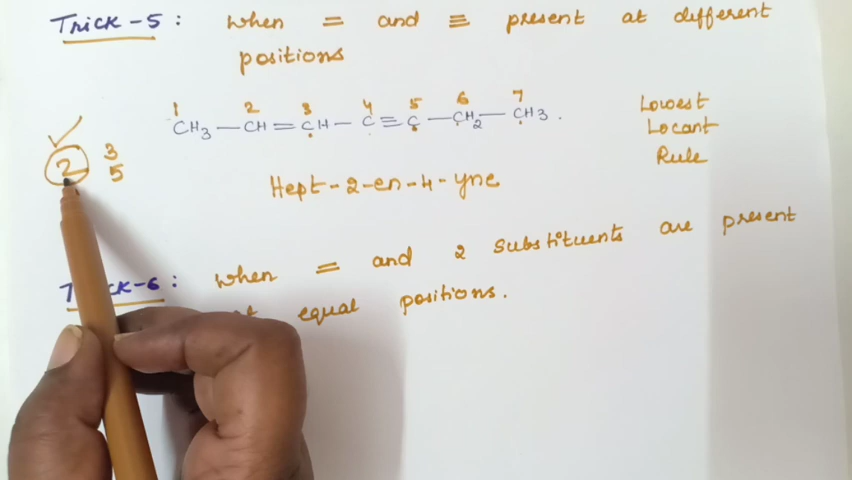 Trick-5 : when = and ≡ present at different
positions
1 2 3 4 5 6 7
CH3 — CH = CH — C ≡ C — CH2 — CH3 .
Lowest
Locant
Rule
2 3
5
Hept-2-en-4-yne
ck-6 : when = and 2 substituents are present
equal positions.